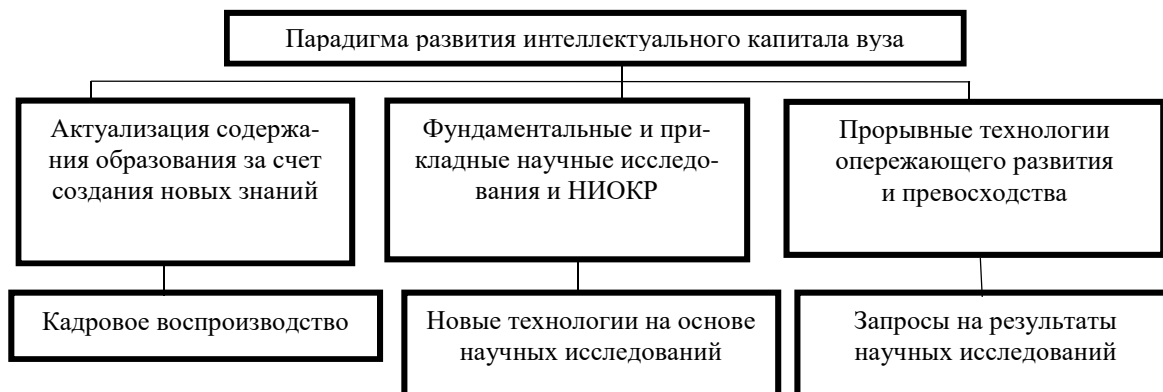 Парадигма развития интеллектуального капитала вуза
Актуализация содержа-
ния образования за счет
создания новых знаний
Фундаментальные и при-
кладные научные исследо-
вания и НИОКР
Прорывные технологии
опережающего развития
и превосходства
Кадровое воспроизводство
Новые технологии на основе
научных исследований
Запросы на результаты
научных исследований